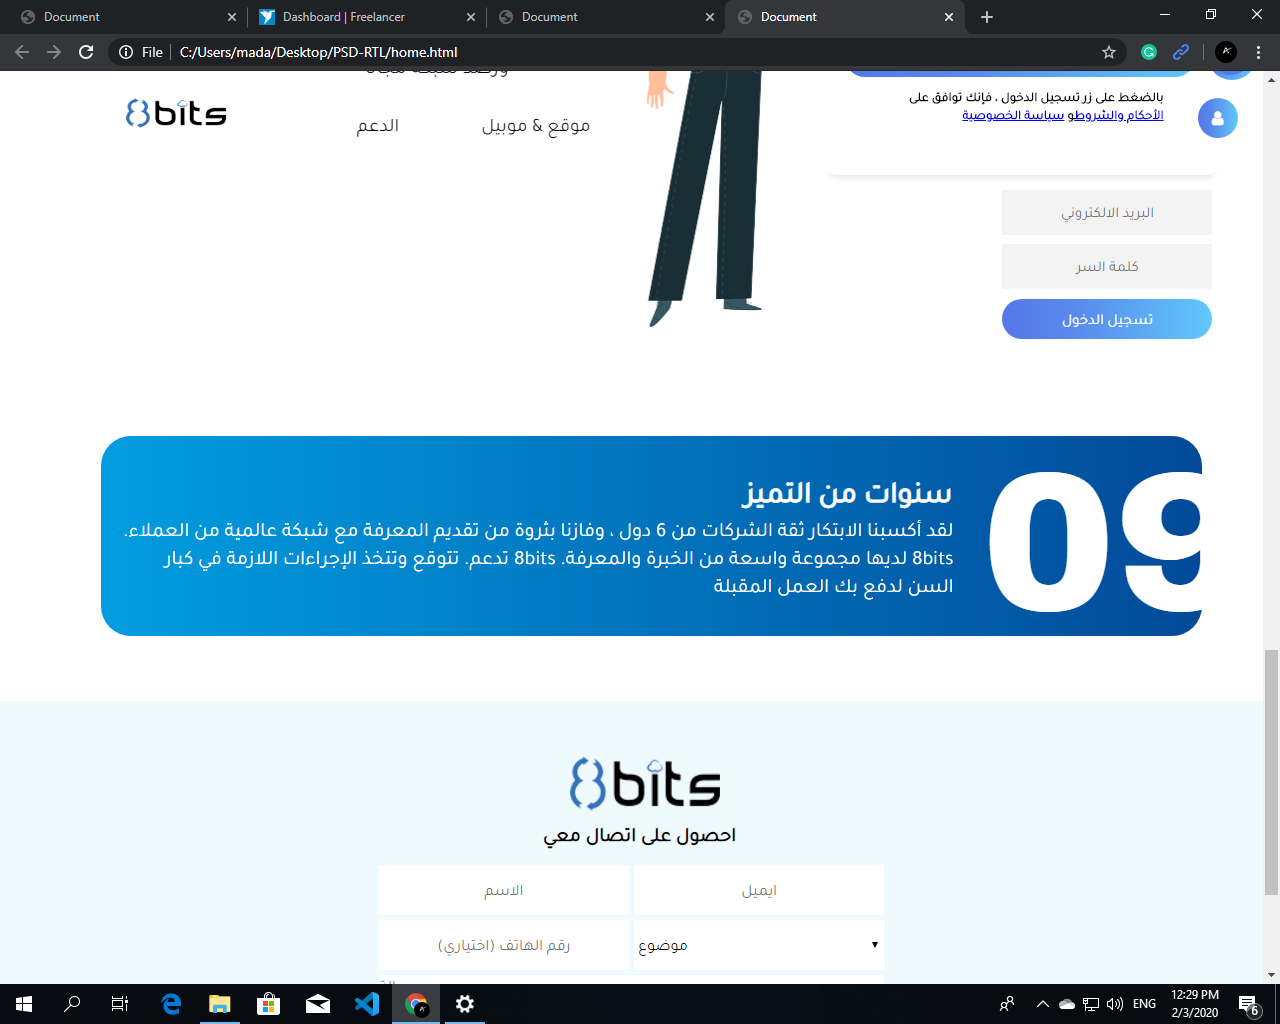 Document
Dashboard | Freelancer
Document
Document
File
C:/Users/mada/Desktop/PSD-RTL/home.html
8bits
موقع & موبيل
الدعم
بالضغط على زر تسجيل الدخول ، فإنك توافق على
الأحكام والشروط و سياسة الخصوصية
البريد الالكتروني
كلمة السر
تسجيل الدخول
09
سنوات من التميز
لقد أكسبنا الابتكار ثقة الشركات من 6 دول ، وفازنا بثروة من تقديم المعرفة مع شبكة عالمية من العملاء.
8bits لديها مجموعة واسعة من الخبرة والمعرفة. 8bits تدعم. تتوقع وتتخذ الإجراءات اللازمة في كبار
السن لدفع بك العمل المقبلة
8bits
احصول على اتصال معي
ايميل
الاسم
موضوع
رقم الهاتف (اختياري)
ENG
12:29 PM
2/3/2020
6